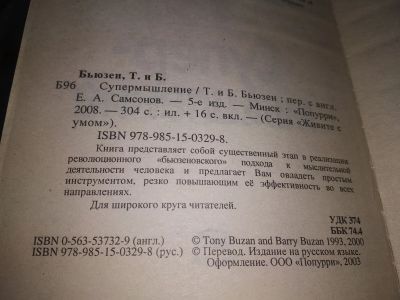 Бьюзен, Т. и Б.
Б96 Супермышление / Т. и Б. Бьюзен ; пер. с англ.
Е. А. Самсонов. — 5-е изд. — Минск : «Попурри»,
2008. — 304 с. : ил. + 16 с. вкл. — (Серия «Живите с
умом»).
ISBN 978-985-15-0329-8.
Книга представляет собой существенный этап в реализации
революционного «бьюзеновского» подхода к мыслительной
деятельности человека и предлагает Вам овладеть простым
инструментом, резко повышающим её эффективность во всех
направлениях.
Для широкого круга читателей.
УДК 374
ББК 74.4
ISBN 0-563-53732-9 (англ.) © Tony Buzan and Barry Buzan 1993, 2000
ISBN 978-985-15-0329-8 (рус.) © Перевод. Издание на русском языке.
Оформление. ООО «Попурри», 2003